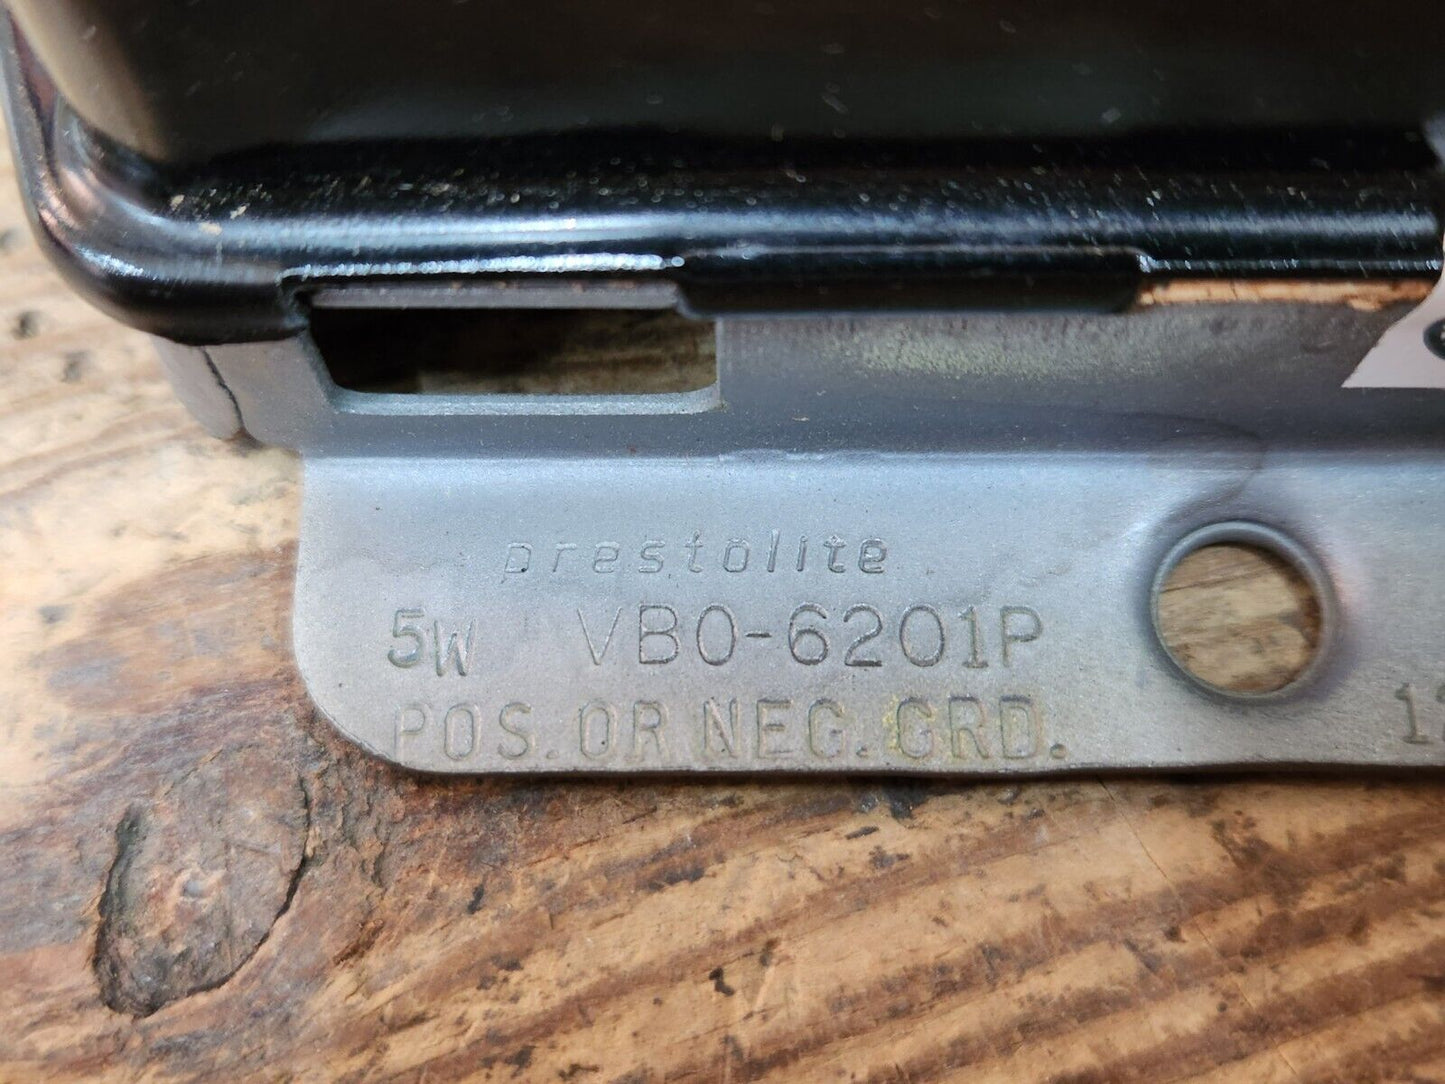 prestolite
5W VBO-6201P
POS. OR NEG. GRD.